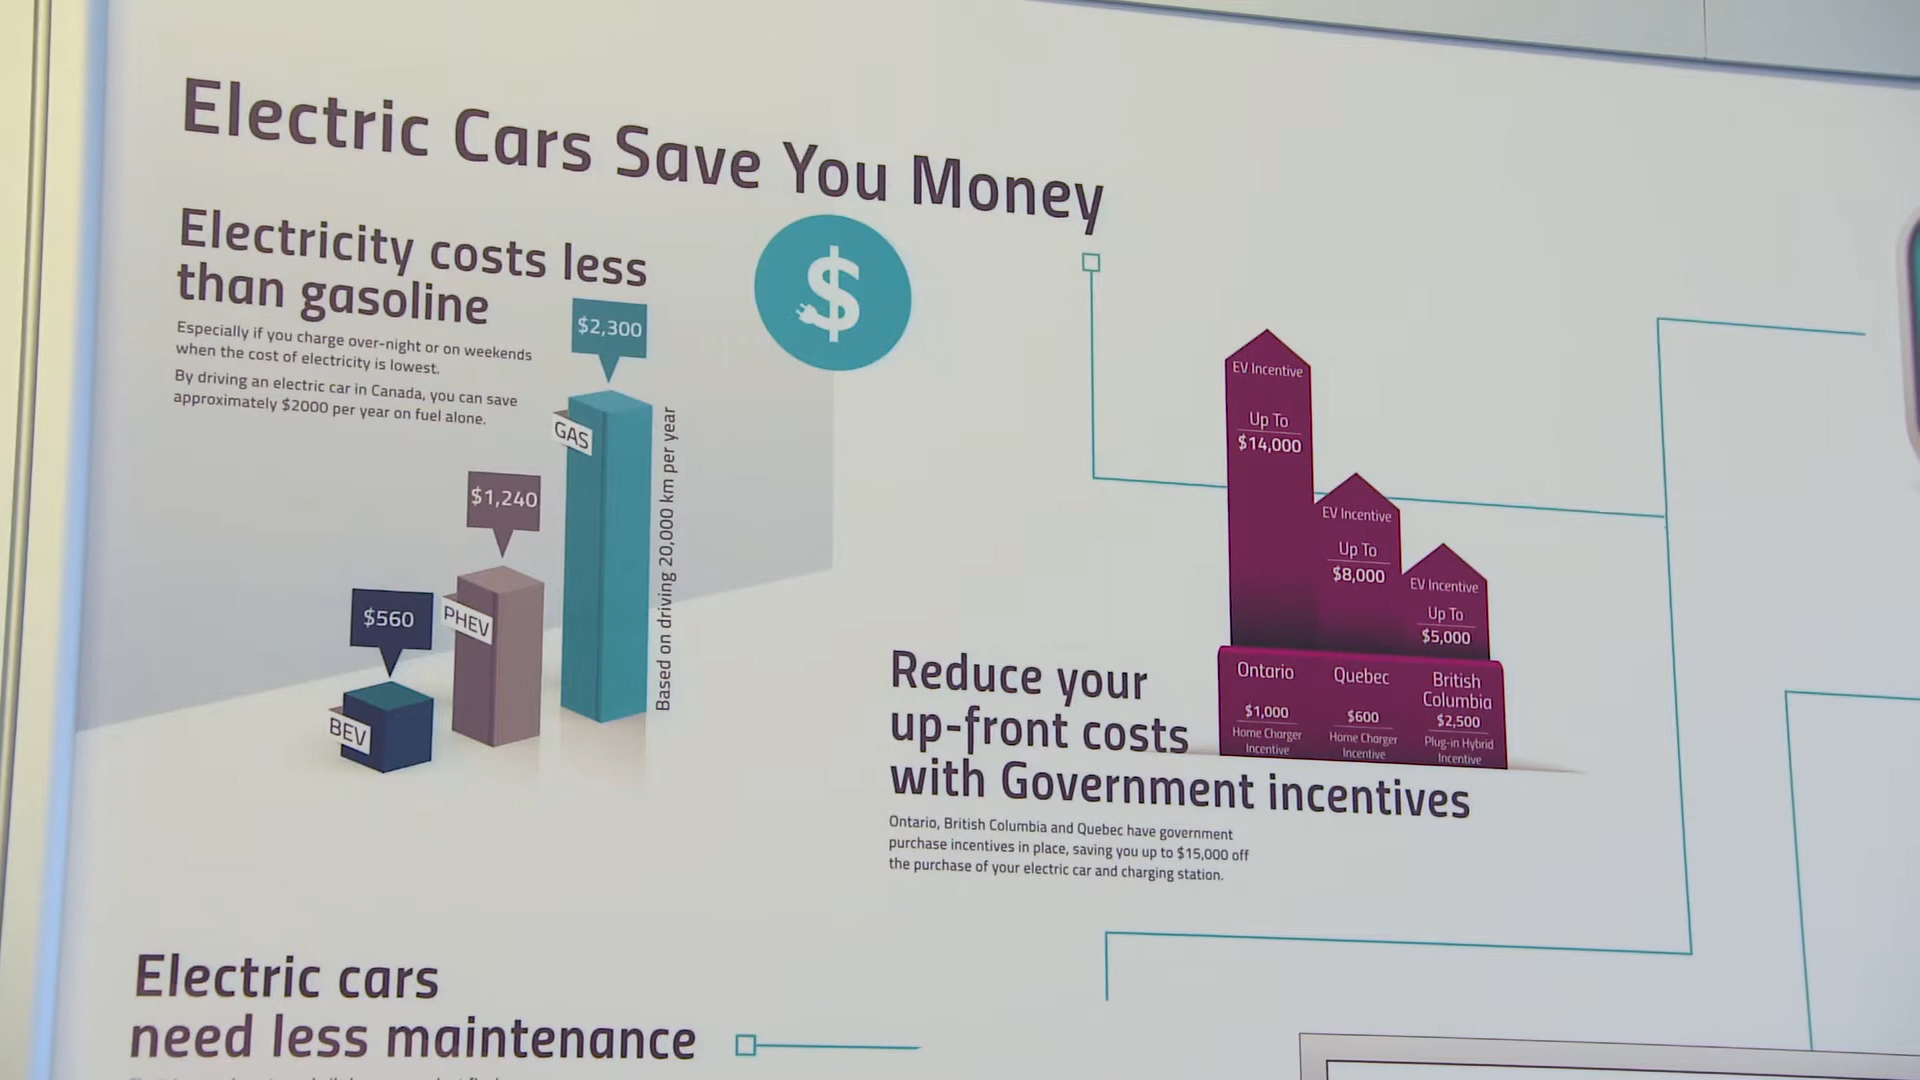 Electric Cars Save You Money
Electricity costs less
than gasoline
Especially if you charge over-night or on weekends
when the cost of electricity is lowest.
By driving an electric car in Canada, you can save
approximately $2000 per year on fuel alone.
$2,300
GAS
$1,240
PHEV
$560
BEV
Based on driving 20,000 km per year
$
EV Incentive
Up To
$14,000
EV Incentive
Up To
$8,000
EV Incentive
Up To
$5,000
Ontario
$1,000
Home Charger
Incentive
Quebec
$600
Home Charger
Incentive
British
Columbia
$2,500
Plug-in Hybrid
Incentive
Reduce your
up-front costs
with Government incentives
Ontario, British Columbia and Quebec have government
purchase incentives in place, saving you up to $15,000 off
the purchase of your electric car and charging station.
Electric cars
need less maintenance